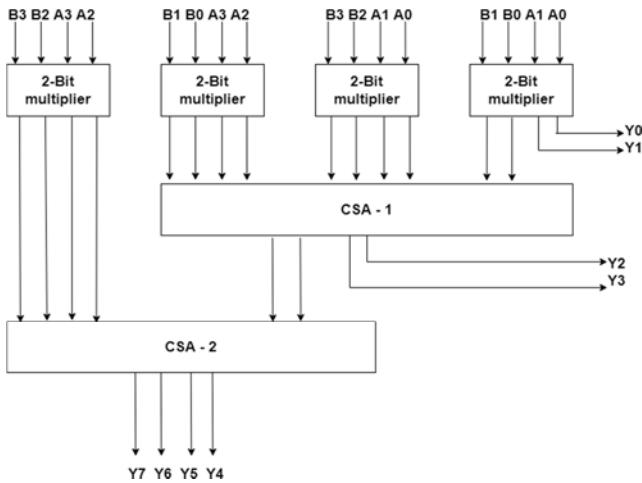 B3 B2 A3 A2
B1 B0 A3 A2
B3 B2 A1 A0
B1 B0 A1 A0
2-Bit
multiplier
2-Bit
multiplier
2-Bit
multiplier
2-Bit
multiplier
Y0
Y1
CSA - 1
Y2
Y3
CSA - 2
Y7 Y6 Y5 Y4